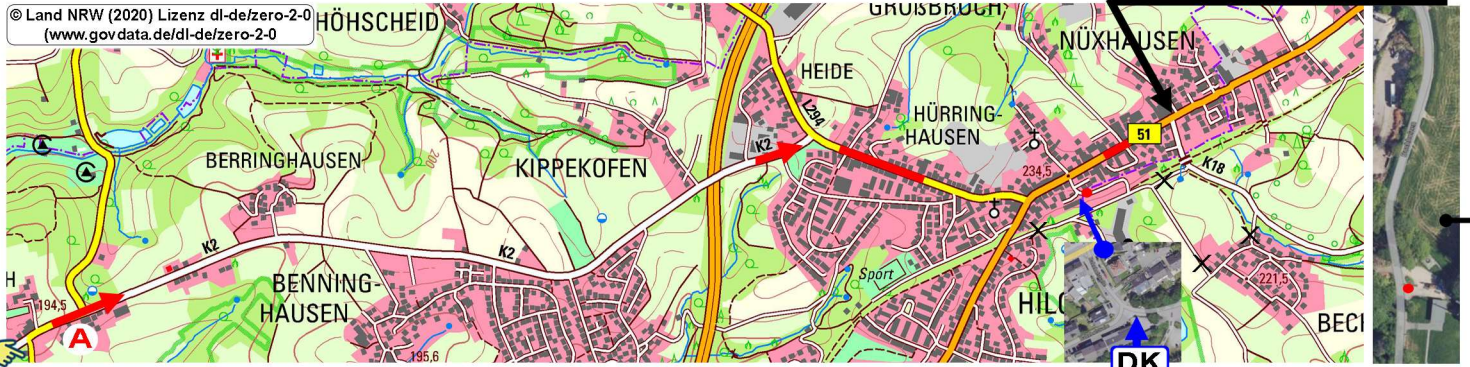 © Land NRW (2020) Lizenz dl-de/zero-2-0
(www.govdata.de/dl-de/zero-2-0
HÖHSCHEID
GROßBRUCH
NÜXHAUSEN
HEIDE
L294
HÜRRING-
HAUSEN
51
BERRINGHAUSEN
200
KIPPEKOFEN
K2
234,5
K18
K2
K2
BENNING-
HAUSEN
Sport
221,5
H
194,5
A
HILG
BECH
195,6
DK